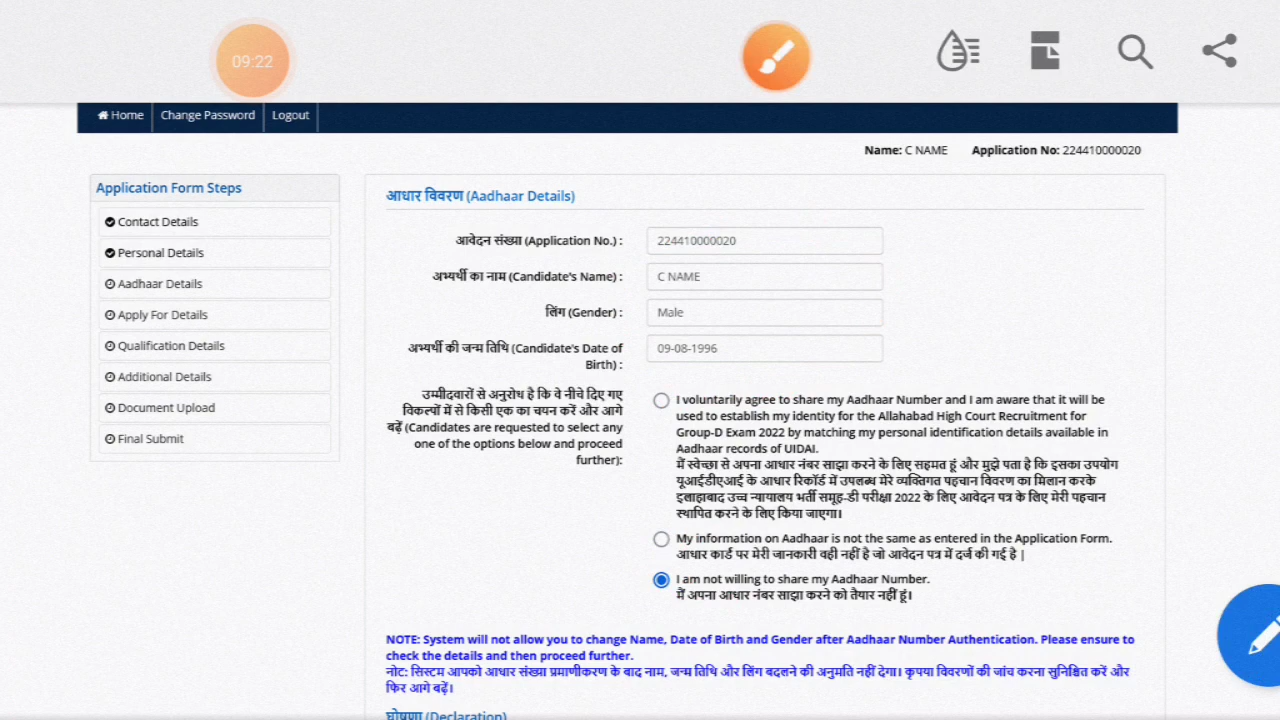 09:22
Home
Change Password
Logout
Name: C NAME
Application No: 224410000020
Application Form Steps
Contact Details
Personal Details
Aadhaar Details
Apply For Details
Qualification Details
Additional Details
Document Upload
Final Submit
आधार विवरण (Aadhaar Details)
आवेदन संख्या (Application No.) :
224410000020
अभ्यर्थी का नाम (Candidate's Name) :
C NAME
लिंग (Gender) :
Male
अभ्यर्थी की जन्म तिथि (Candidate's Date of
Birth) :
09-08-1996
उम्मीदवारों से अनुरोध है कि वे नीचे दिए गए
विकल्पों में से किसी एक का चयन करें और आगे
बढ़ें (Candidates are requested to select any
one of the options below and proceed
further):
I voluntarily agree to share my Aadhaar Number and I am aware that it will be
used to establish my identity for the Allahabad High Court Recruitment for
Group-D Exam 2022 by matching my personal identification details available in
Aadhaar records of UIDAI.
मैं स्वेच्छा से अपना आधार नंबर साझा करने के लिए सहमत हूं और मुझे पता है कि इसका उपयोग
यूआईडीएआई के आधार रिकॉर्ड में उपलब्ध मेरे व्यक्तिगत पहचान विवरण का मिलान करके
इलाहाबाद उच्च न्यायालय भर्ती समूह-डी परीक्षा 2022 के लिए आवेदन पत्र के लिए मेरी पहचान
स्थापित करने के लिए किया जाएगा।
My information on Aadhaar is not the same as entered in the Application Form.
आधार कार्ड पर मेरी जानकारी वही नहीं है जो आवेदन पत्र में दर्ज की गई है |
I am not willing to share my Aadhaar Number.
मैं अपना आधार नंबर साझा करने को तैयार नहीं हूं।
NOTE: System will not allow you to change Name, Date of Birth and Gender after Aadhaar Number Authentication. Please ensure to
check the details and then proceed further.
नोट: सिस्टम आपको आधार संख्या प्रमाणीकरण के बाद नाम, जन्म तिथि और लिंग बदलने की अनुमति नहीं देगा। कृपया विवरणों की जांच करना सुनिश्चित करें और
फिर आगे बढ़ें।
घोषणा (Declaration)